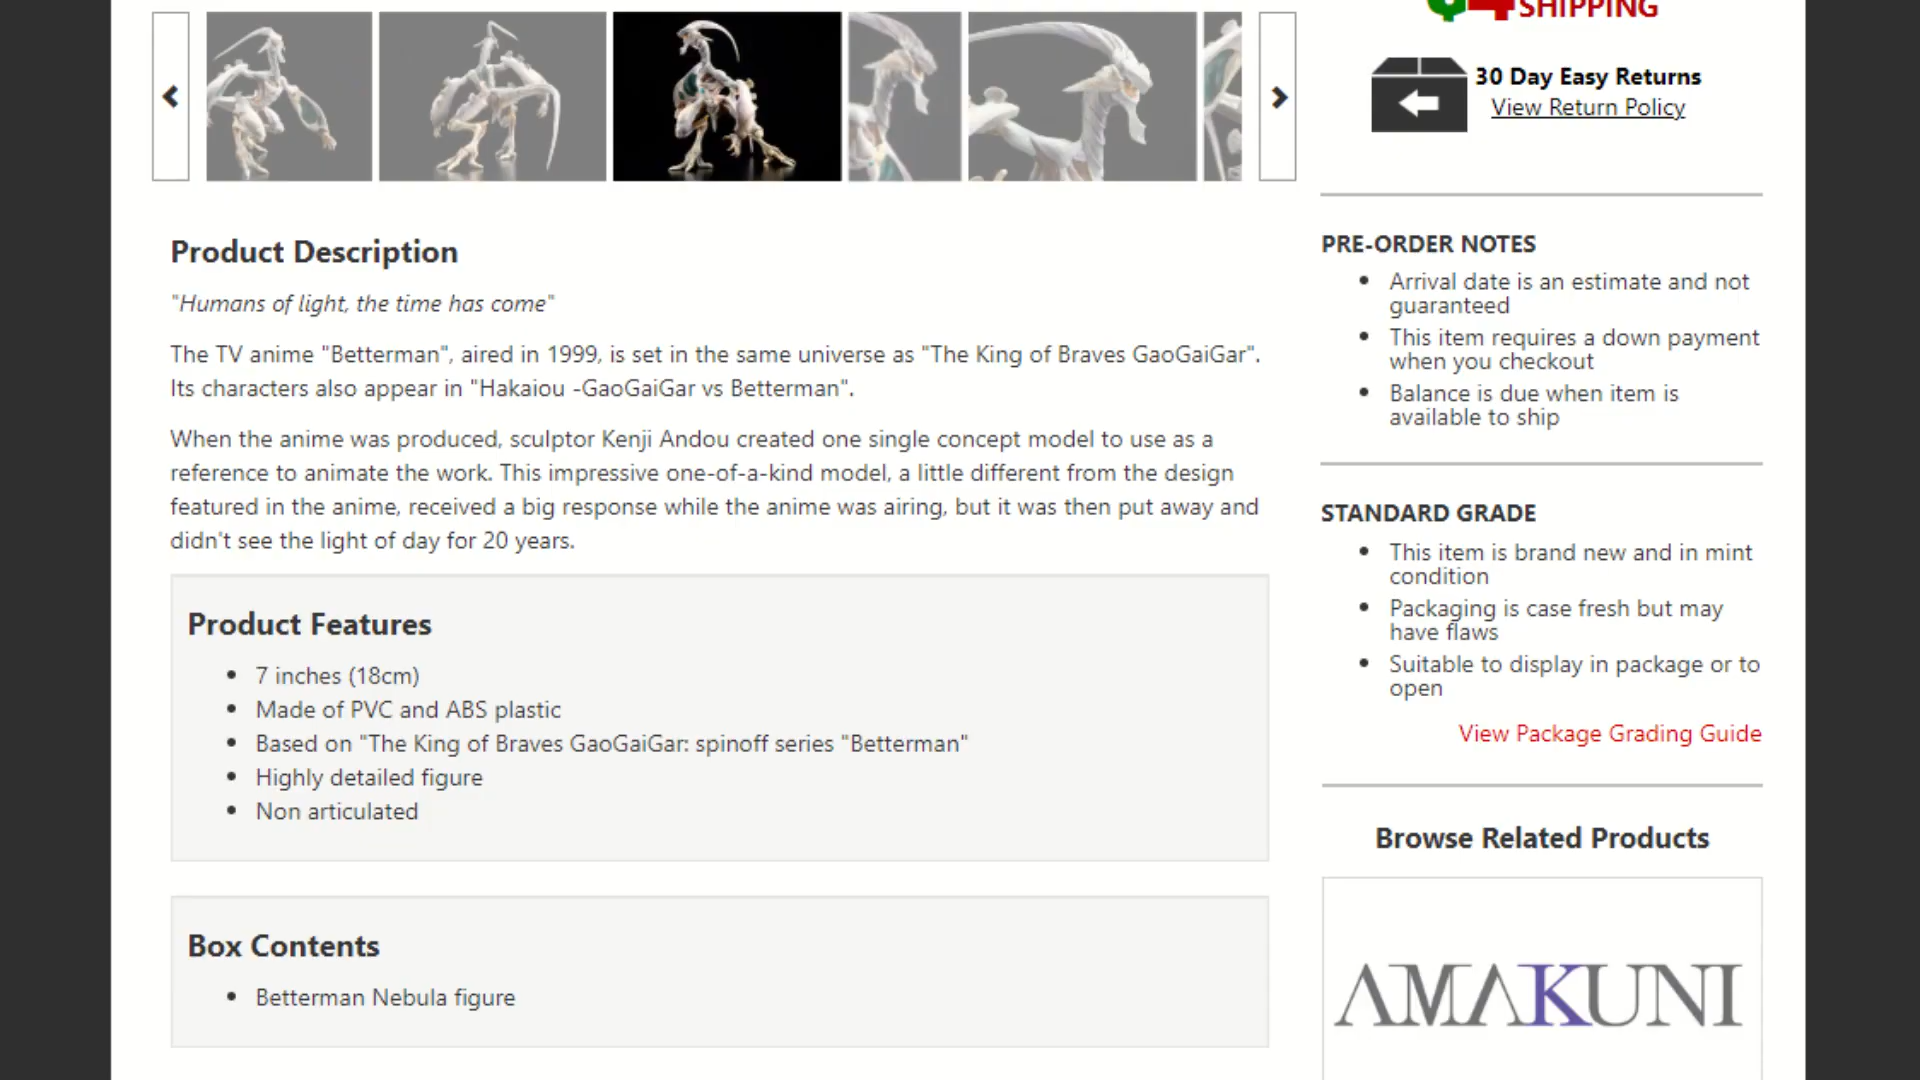 $4 SHIPPING
30 Day Easy Returns
View Return Policy
Product Description
"Humans of light, the time has come"
The TV anime "Betterman", aired in 1999, is set in the same universe as "The King of Braves GaoGaiGar".
Its characters also appear in "Hakaiou -GaoGaiGar vs Betterman".
When the anime was produced, sculptor Kenji Andou created one single concept model to use as a
reference to animate the work. This impressive one-of-a-kind model, a little different from the design
featured in the anime, received a big response while the anime was airing, but it was then put away and
didn't see the light of day for 20 years.
Product Features
7 inches (18cm)
Made of PVC and ABS plastic
Based on "The King of Braves GaoGaiGar: spinoff series "Betterman"
Highly detailed figure
Non articulated
Box Contents
Betterman Nebula figure
PRE-ORDER NOTES
Arrival date is an estimate and not
guaranteed
This item requires a down payment
when you checkout
Balance is due when item is
available to ship
STANDARD GRADE
This item is brand new and in mint
condition
Packaging is case fresh but may
have flaws
Suitable to display in package or to
open
View Package Grading Guide
Browse Related Products
AMAKUNI